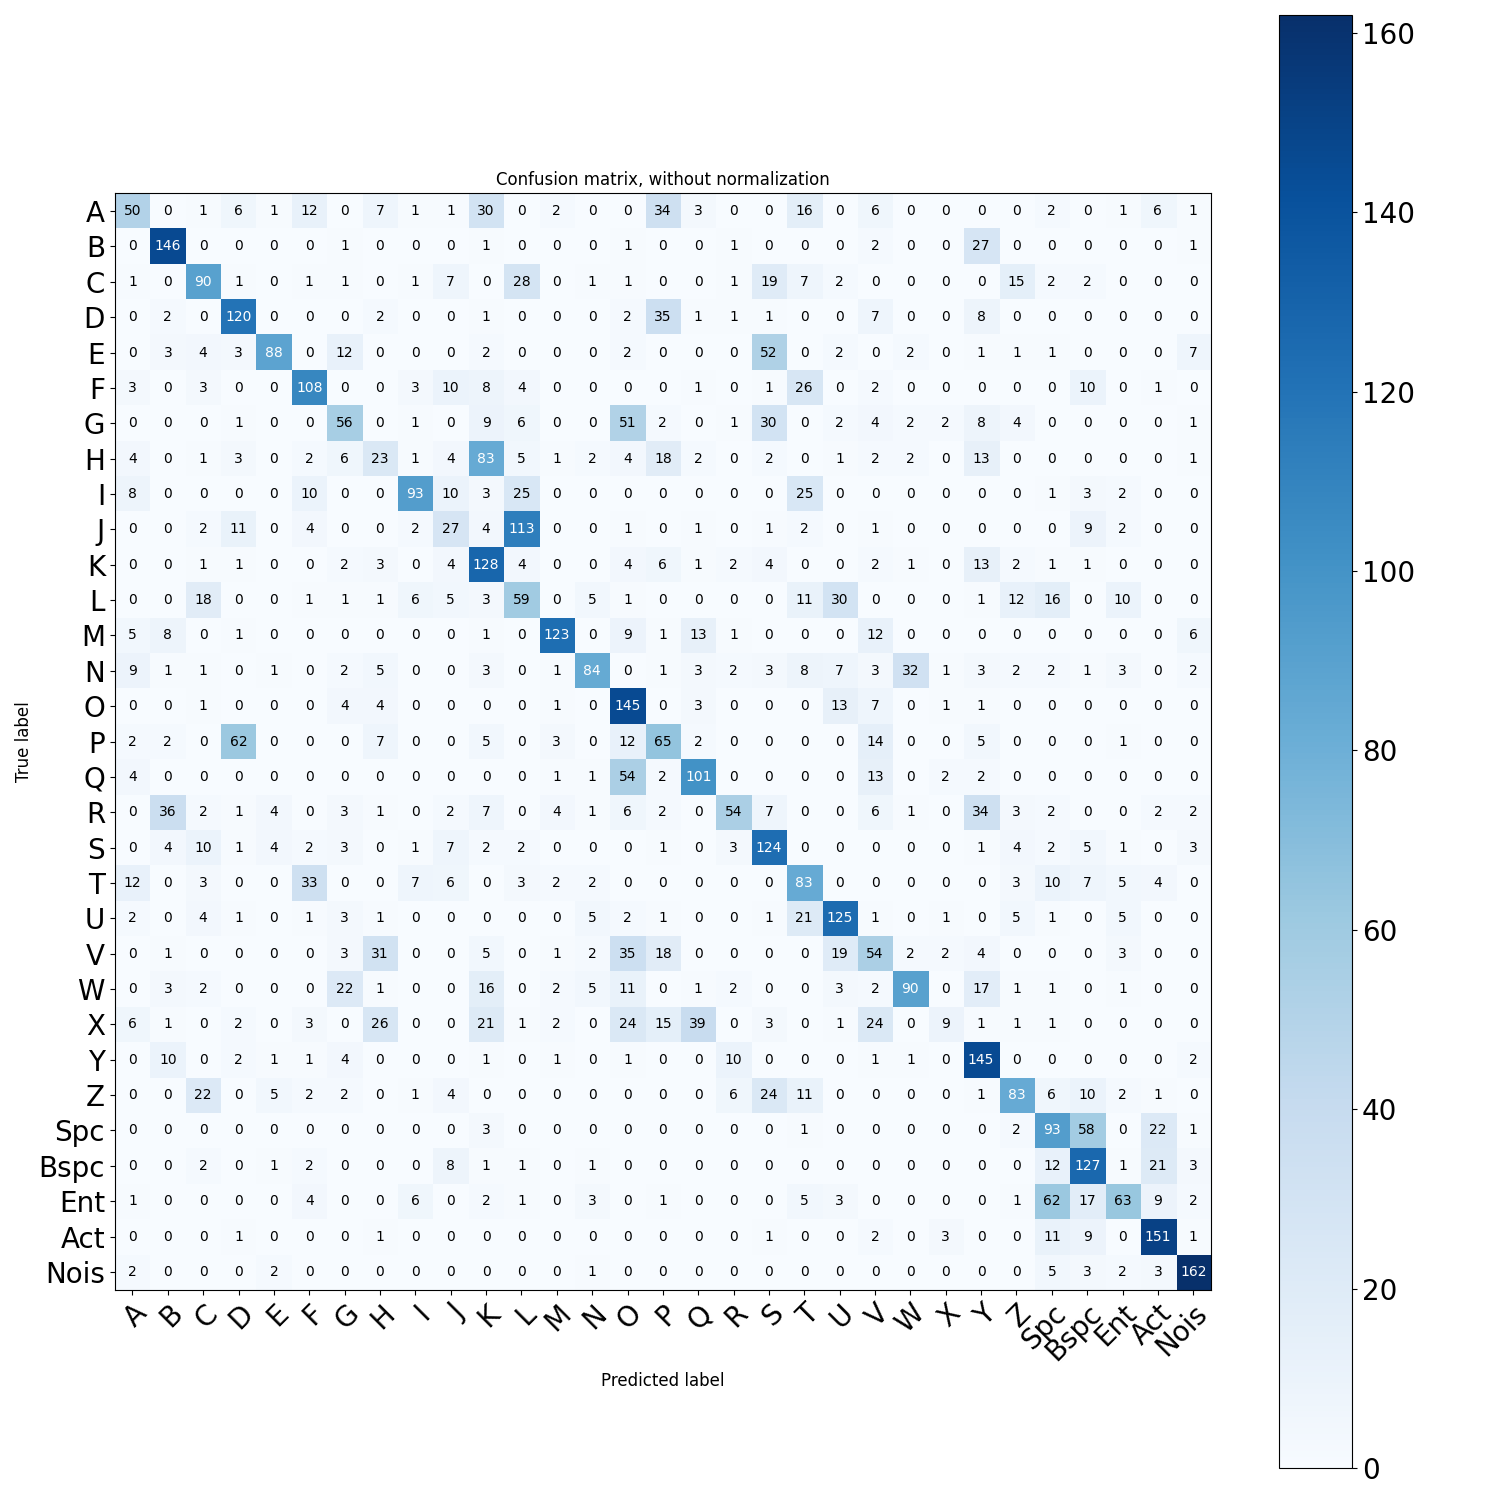 Confusion matrix, without normalization
A 50 0 1 6 1 12 0 7 1 1 30 0 2 0 0 34 3 0 0 16 0 6 0 0 0 0 2 0 1 6 1
B 0 146 0 0 0 0 1 0 0 0 1 0 0 0 1 0 0 1 0 0 0 2 0 0 27 0 0 0 0 0 1
C 1 0 90 1 0 1 1 0 1 7 0 28 0 1 1 0 0 1 19 7 2 0 0 0 0 15 2 2 0 0 0
D 0 2 0 120 0 0 0 2 0 0 1 0 0 0 2 35 1 1 1 0 0 7 0 0 8 0 0 0 0 0 0
E 0 3 4 3 88 0 12 0 0 0 2 0 0 0 2 0 0 0 52 0 2 0 2 0 1 1 1 0 0 0 7
F 3 0 3 0 0 108 0 0 3 10 8 4 0 0 0 0 1 0 1 26 0 2 0 0 0 0 0 10 0 1 0
G 0 0 0 1 0 0 56 0 1 0 9 6 0 0 51 2 0 1 30 0 2 4 2 2 8 4 0 0 0 0 1
H 4 0 1 3 0 2 6 23 1 4 83 5 1 2 4 18 2 0 2 0 1 2 2 0 13 0 0 0 0 0 1
I 8 0 0 0 0 10 0 0 93 10 3 25 0 0 0 0 0 0 0 25 0 0 0 0 0 0 1 3 2 0 0
J 0 0 2 11 0 4 0 0 2 27 4 113 0 0 1 0 1 0 1 2 0 1 0 0 0 0 0 9 2 0 0
K 0 0 1 1 0 0 2 3 0 4 128 4 0 0 4 6 1 2 4 0 0 2 1 0 13 2 1 1 0 0 0
L 0 0 18 0 0 1 1 1 6 5 3 59 0 5 1 0 0 0 0 11 30 0 0 0 1 12 16 0 10 0 0
M 5 8 0 1 0 0 0 0 0 0 1 0 123 0 9 1 13 1 0 0 0 12 0 0 0 0 0 0 0 0 6
N 9 1 1 0 1 0 2 5 0 0 3 0 1 84 0 1 3 2 3 8 7 3 32 1 3 2 2 1 3 0 2
O 0 0 1 0 0 0 4 4 0 0 0 0 1 0 145 0 3 0 0 0 13 7 0 1 1 0 0 0 0 0 0
P 2 2 0 62 0 0 0 7 0 0 5 0 3 0 12 65 2 0 0 0 0 14 0 0 5 0 0 0 1 0 0
Q 4 0 0 0 0 0 0 0 0 0 0 0 1 1 54 2 101 0 0 0 0 13 0 2 2 0 0 0 0 0 0
R 0 36 2 1 4 0 3 1 0 2 7 0 4 1 6 2 0 54 7 0 0 6 1 0 34 3 2 0 0 2 2
S 0 4 10 1 4 2 3 0 1 7 2 2 0 0 0 1 0 3 124 0 0 0 0 0 1 4 2 5 1 0 3
T 12 0 3 0 0 33 0 0 7 6 0 3 2 2 0 0 0 0 0 83 0 0 0 0 0 3 10 7 5 4 0
U 2 0 4 1 0 1 3 1 0 0 0 0 0 5 2 1 0 0 1 21 125 1 0 1 0 5 1 0 5 0 0
V 0 1 0 0 0 0 3 31 0 0 5 0 1 2 35 18 0 0 0 0 19 54 2 2 4 0 0 0 3 0 0
W 0 3 2 0 0 0 22 1 0 0 16 0 2 5 11 0 1 2 0 0 3 2 90 0 17 1 1 0 1 0 0
X 6 1 0 2 0 3 0 26 0 0 21 1 2 0 24 15 39 0 3 0 1 24 0 9 1 1 1 0 0 0 0
Y 0 10 0 2 1 1 4 0 0 0 1 0 1 0 1 0 0 10 0 0 0 1 1 0 145 0 0 0 0 0 2
Z 0 0 22 0 5 2 2 0 1 4 0 0 0 0 0 0 0 6 24 11 0 0 0 0 1 83 6 10 2 1 0
Spc 0 0 0 0 0 0 0 0 0 0 3 0 0 0 0 0 0 0 0 1 0 0 0 0 0 2 93 58 0 22 1
Bspc 0 0 2 0 1 2 0 0 0 8 1 1 0 1 0 0 0 0 0 0 0 0 0 0 0 0 12 127 1 21 3
Ent 1 0 0 0 0 4 0 0 6 0 2 1 0 3 0 1 0 0 0 5 3 0 0 0 0 1 62 17 63 9 2
Act 0 0 0 1 0 0 0 1 0 0 0 0 0 0 0 0 0 0 1 0 0 2 0 3 0 0 11 9 0 151 1
Nois 2 0 0 0 2 0 0 0 0 0 0 0 0 1 0 0 0 0 0 0 0 0 0 0 0 0 5 3 2 3 162
A B C D E F G H I J K L M N O P Q R S T U V W X Y Z Spc Bspc Ent Act Nois
Predicted label
True label
160
140
120
100
80
60
40
20
0